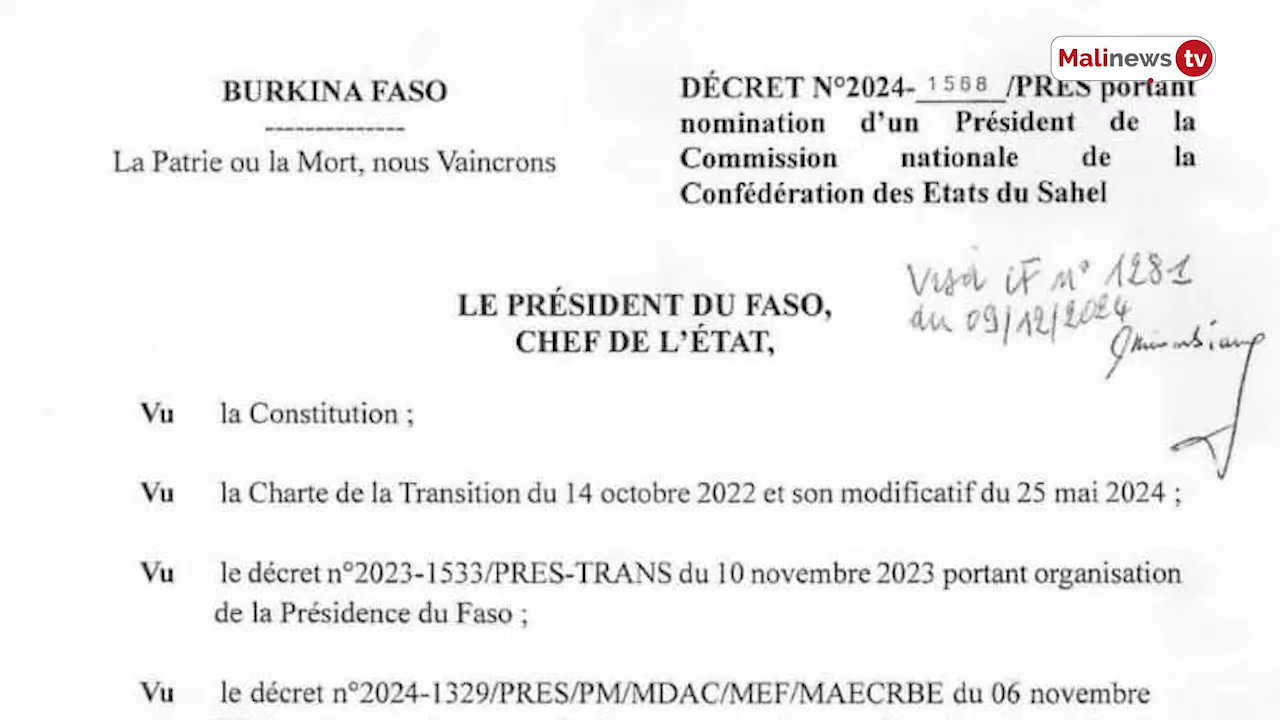 Malinews tv
BURKINA FASO
--------------
La Patrie ou la Mort, nous Vaincrons
DÉCRET N°2024- 1568 /PRES portant
nomination d'un Président de la
Commission nationale de la
Confédération des Etats du Sahel
Visa CF N° 1281
du 09/12/2024
LE PRÉSIDENT DU FASO,
CHEF DE L'ÉTAT,
Vu la Constitution ;
Vu la Charte de la Transition du 14 octobre 2022 et son modificatif du 25 mai 2024 ;
Vu le décret n°2023-1533/PRES-TRANS du 10 novembre 2023 portant organisation
de la Présidence du Faso ;
Vu le décret n°2024-1329/PRES/PM/MDAC/MEF/MAECRBE du 06 novembre